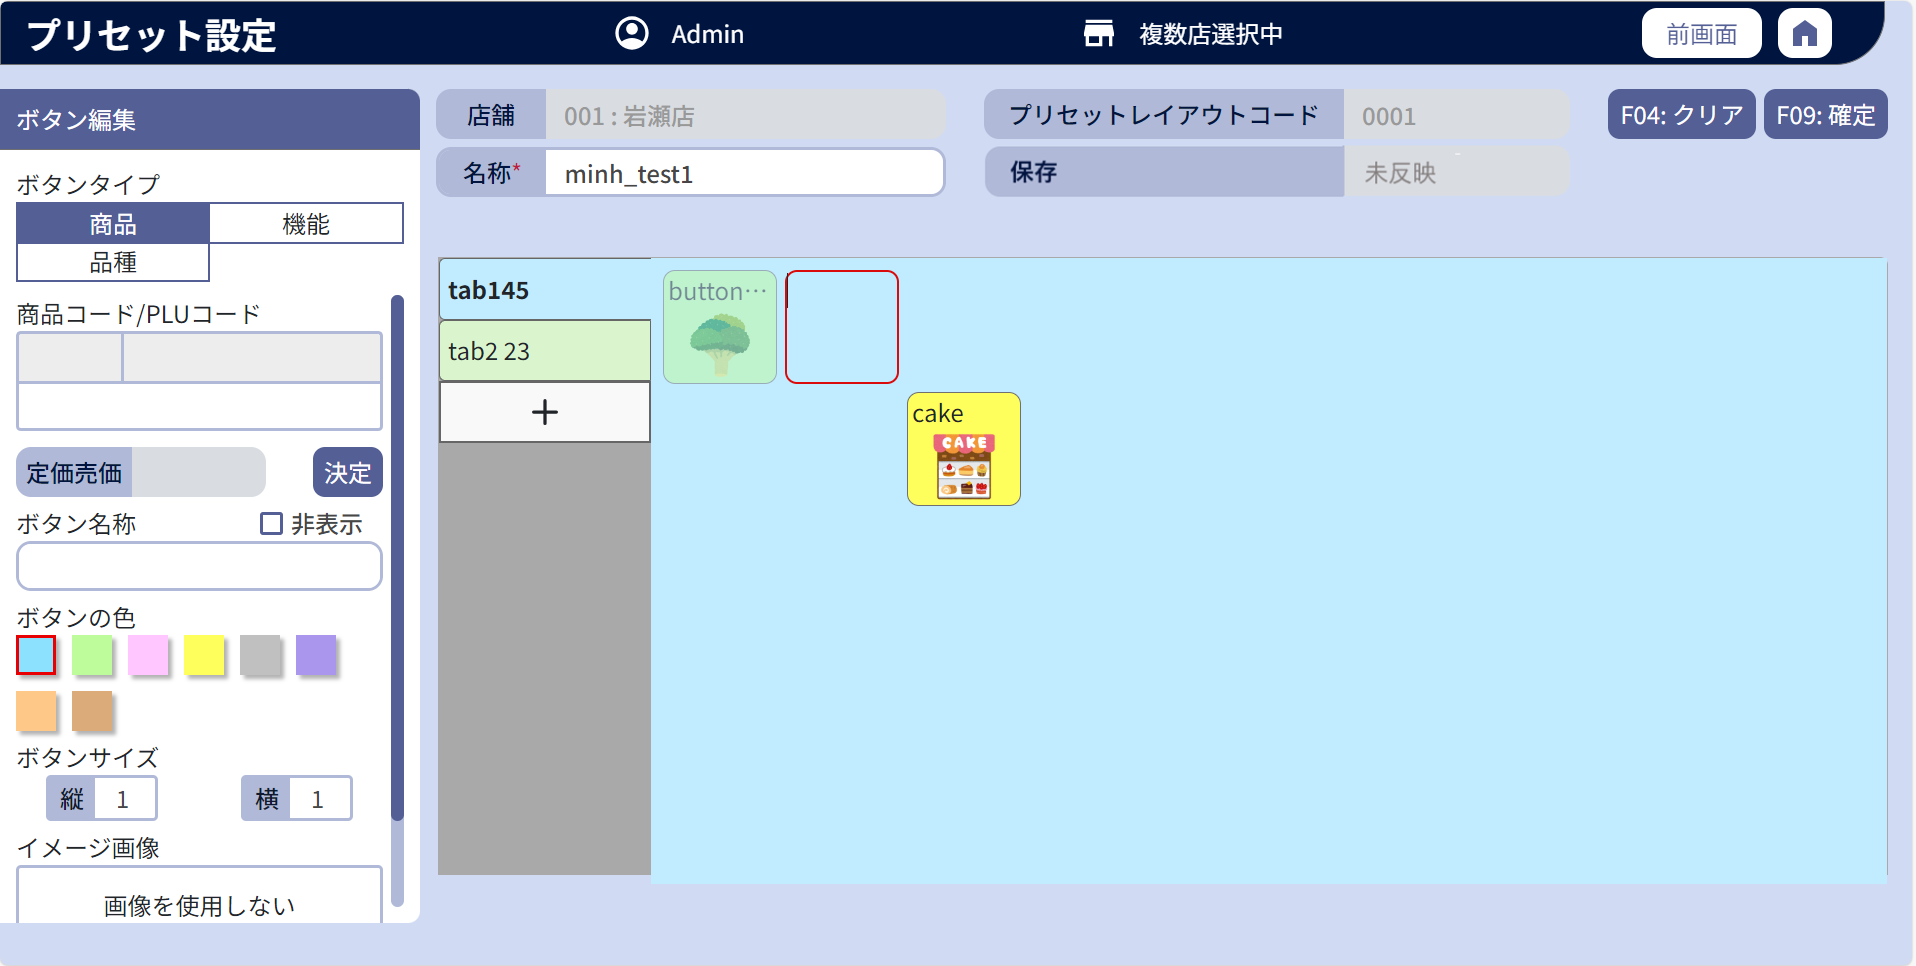 プリセット設定
Admin
複数店選択中
前画面
ボタン編集
店舗
001 : 岩瀬店
プリセットレイアウトコード
0001
F04: クリア
F09: 確定
名称*
minh_test1
保存
未反映
ボタンタイプ
商品
機能
品種
商品コード/PLUコード
定価売価
決定
ボタン名称
非表示
ボタンの色
ボタンサイズ
縦
1
横
1
イメージ画像
画像を使用しない
tab145
tab2 23
+
button…
cake
CAKE